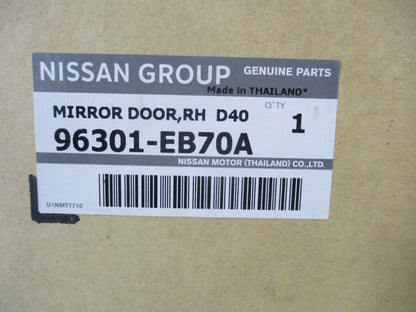 NISSAN GROUP GENUINE PARTS
Made in THAILAND*
MIRROR DOOR,RH D40 Q'TY 1
96301-EB70A
NISSAN MOTOR (THAILAND) CO.,LTD.
U1NMT1710